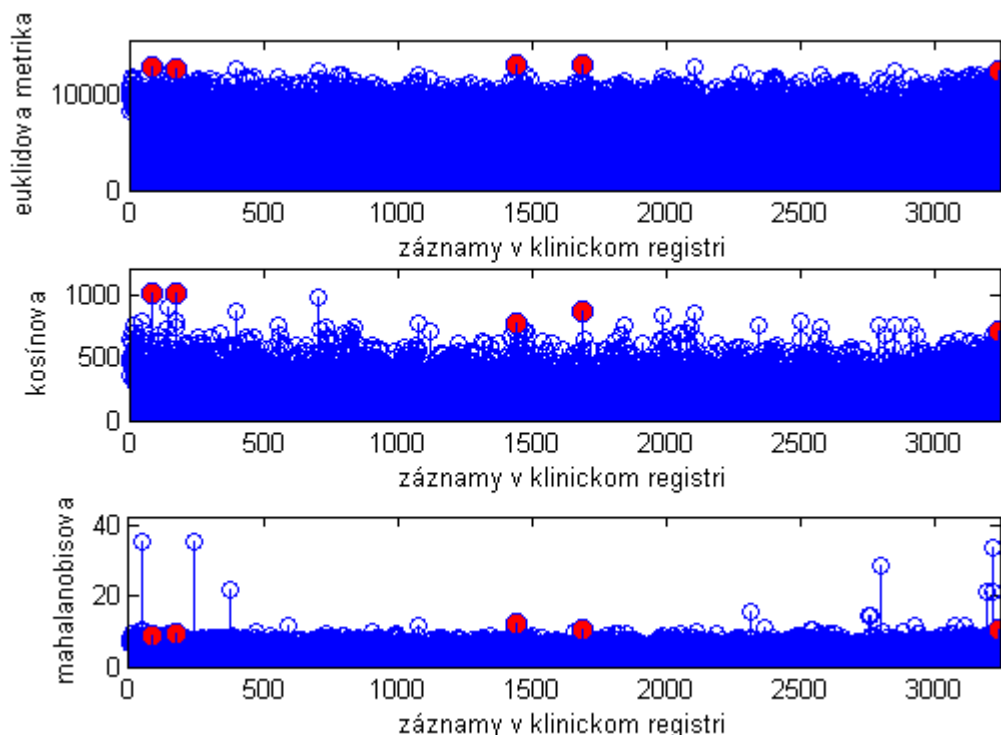 euklidova metrika
10000
0
0 500 1000 1500 2000 2500 3000
záznamy v klinickom registri
kosínova
1000
500
0
0 500 1000 1500 2000 2500 3000
záznamy v klinickom registri
mahalanobisova
40
20
0
0 500 1000 1500 2000 2500 3000
záznamy v klinickom registri